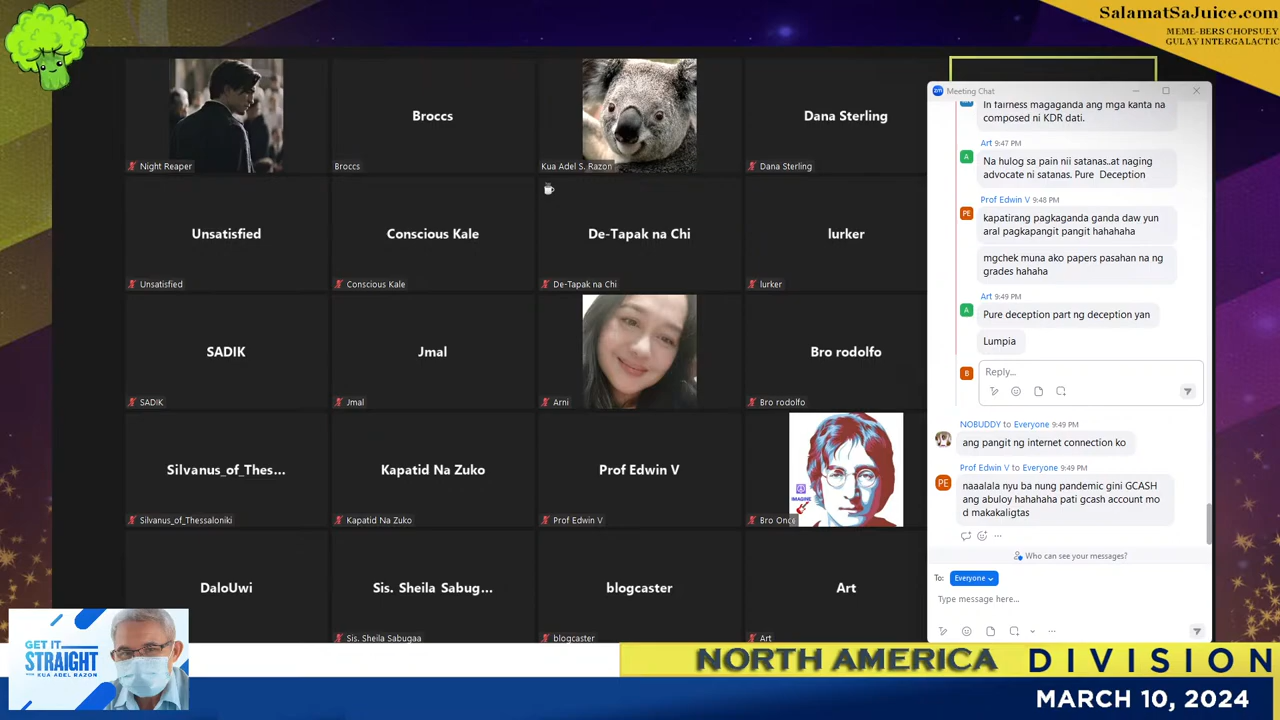 SalamatSaJuice.com
MEME-BERS CHOPSUEY
GULAY INTERGALACTIC
Night Reaper
Broccs
Broccs
Kua Adel S. Razon
Dana Sterling
Dana Sterling
Unsatisfied
Unsatisfied
Conscious Kale
Conscious Kale
De-Tapak na Chi
De-Tapak na Chi
lurker
lurker
SADIK
SADIK
Jmal
Jmal
Arni
Bro rodolfo
Bro rodolfo
Silvanus_of_Thes...
Silvanus_of_Thessaloniki
Kapatid Na Zuko
Kapatid Na Zuko
Prof Edwin V
Prof Edwin V
IMAGINE
Bro Once
DaloUwi
Sis. Sheila Sabug...
Sis. Sheila Sabugaa
blogcaster
blogcaster
Art
Art
zm Meeting Chat
In fairness magaganda ang mga kanta na
composed ni KDR dati.
Art 9:47 PM
A
Na hulog sa pain nii satanas..at naging
advocate ni satanas. Pure Deception
Prof Edwin V 9:48 PM
PE
kapatirang pagkaganda ganda daw yun
aral pagkapangit pangit hahahaha
mgchek muna ako papers pasahan na ng
grades hahaha
Art 9:49 PM
A
Pure deception part ng deception yan
Lumpia
B
Reply...
NOBUDDY to Everyone 9:49 PM
ang pangit ng internet connection ko
Prof Edwin V to Everyone 9:49 PM
PE
naaalala nyu ba nung pandemic gini GCASH
ang abuloy hahahaha pati gcash account mo
d makakaligtas
Who can see your messages?
To: Everyone
Type message here...
GET IT
STRAIGHT
KUA ADEL RAZON
NORTH AMERICA DIVISION
MARCH 10, 2024